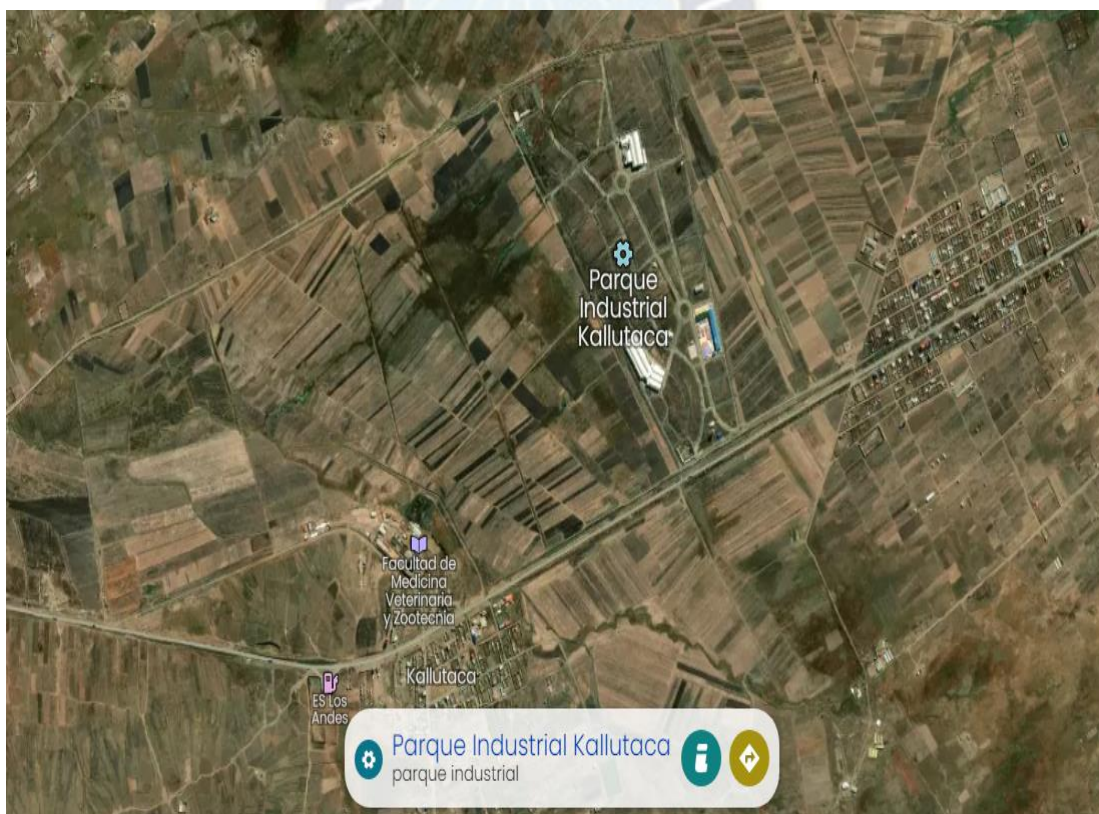 Parque
Industrial
Kallutaca
Facultad de
Medicina
Veterinaria
y Zootecnia
Kallutaca
ES Los
Andes
Parque Industrial Kallutaca
parque industrial